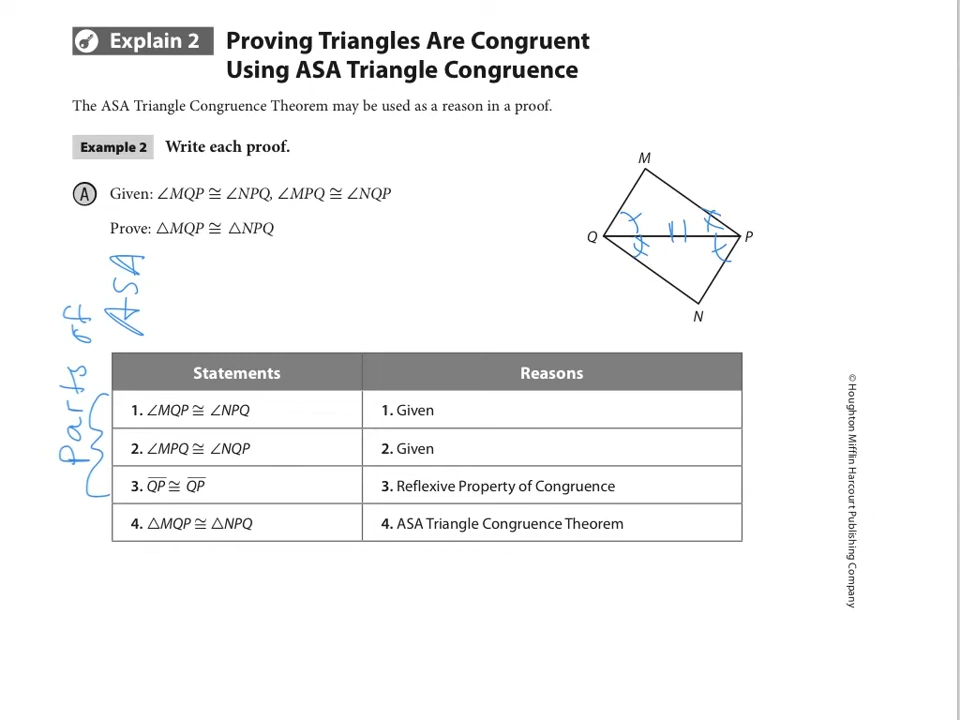 Explain 2 Proving Triangles Are Congruent
Using ASA Triangle Congruence
The ASA Triangle Congruence Theorem may be used as a reason in a proof.
Example 2 Write each proof.
A Given: ∠MQP ≅ ∠NPQ, ∠MPQ ≅ ∠NQP
Prove: △MQP ≅ △NPQ
M
Q
P
N
Parts of
ASA
Statements Reasons
1. ∠MQP ≅ ∠NPQ 1. Given
2. ∠MPQ ≅ ∠NQP 2. Given
3. Q̅P̅ ≅ Q̅P̅ 3. Reflexive Property of Congruence
4. △MQP ≅ △NPQ 4. ASA Triangle Congruence Theorem
© Houghton Mifflin Harcourt Publishing Company